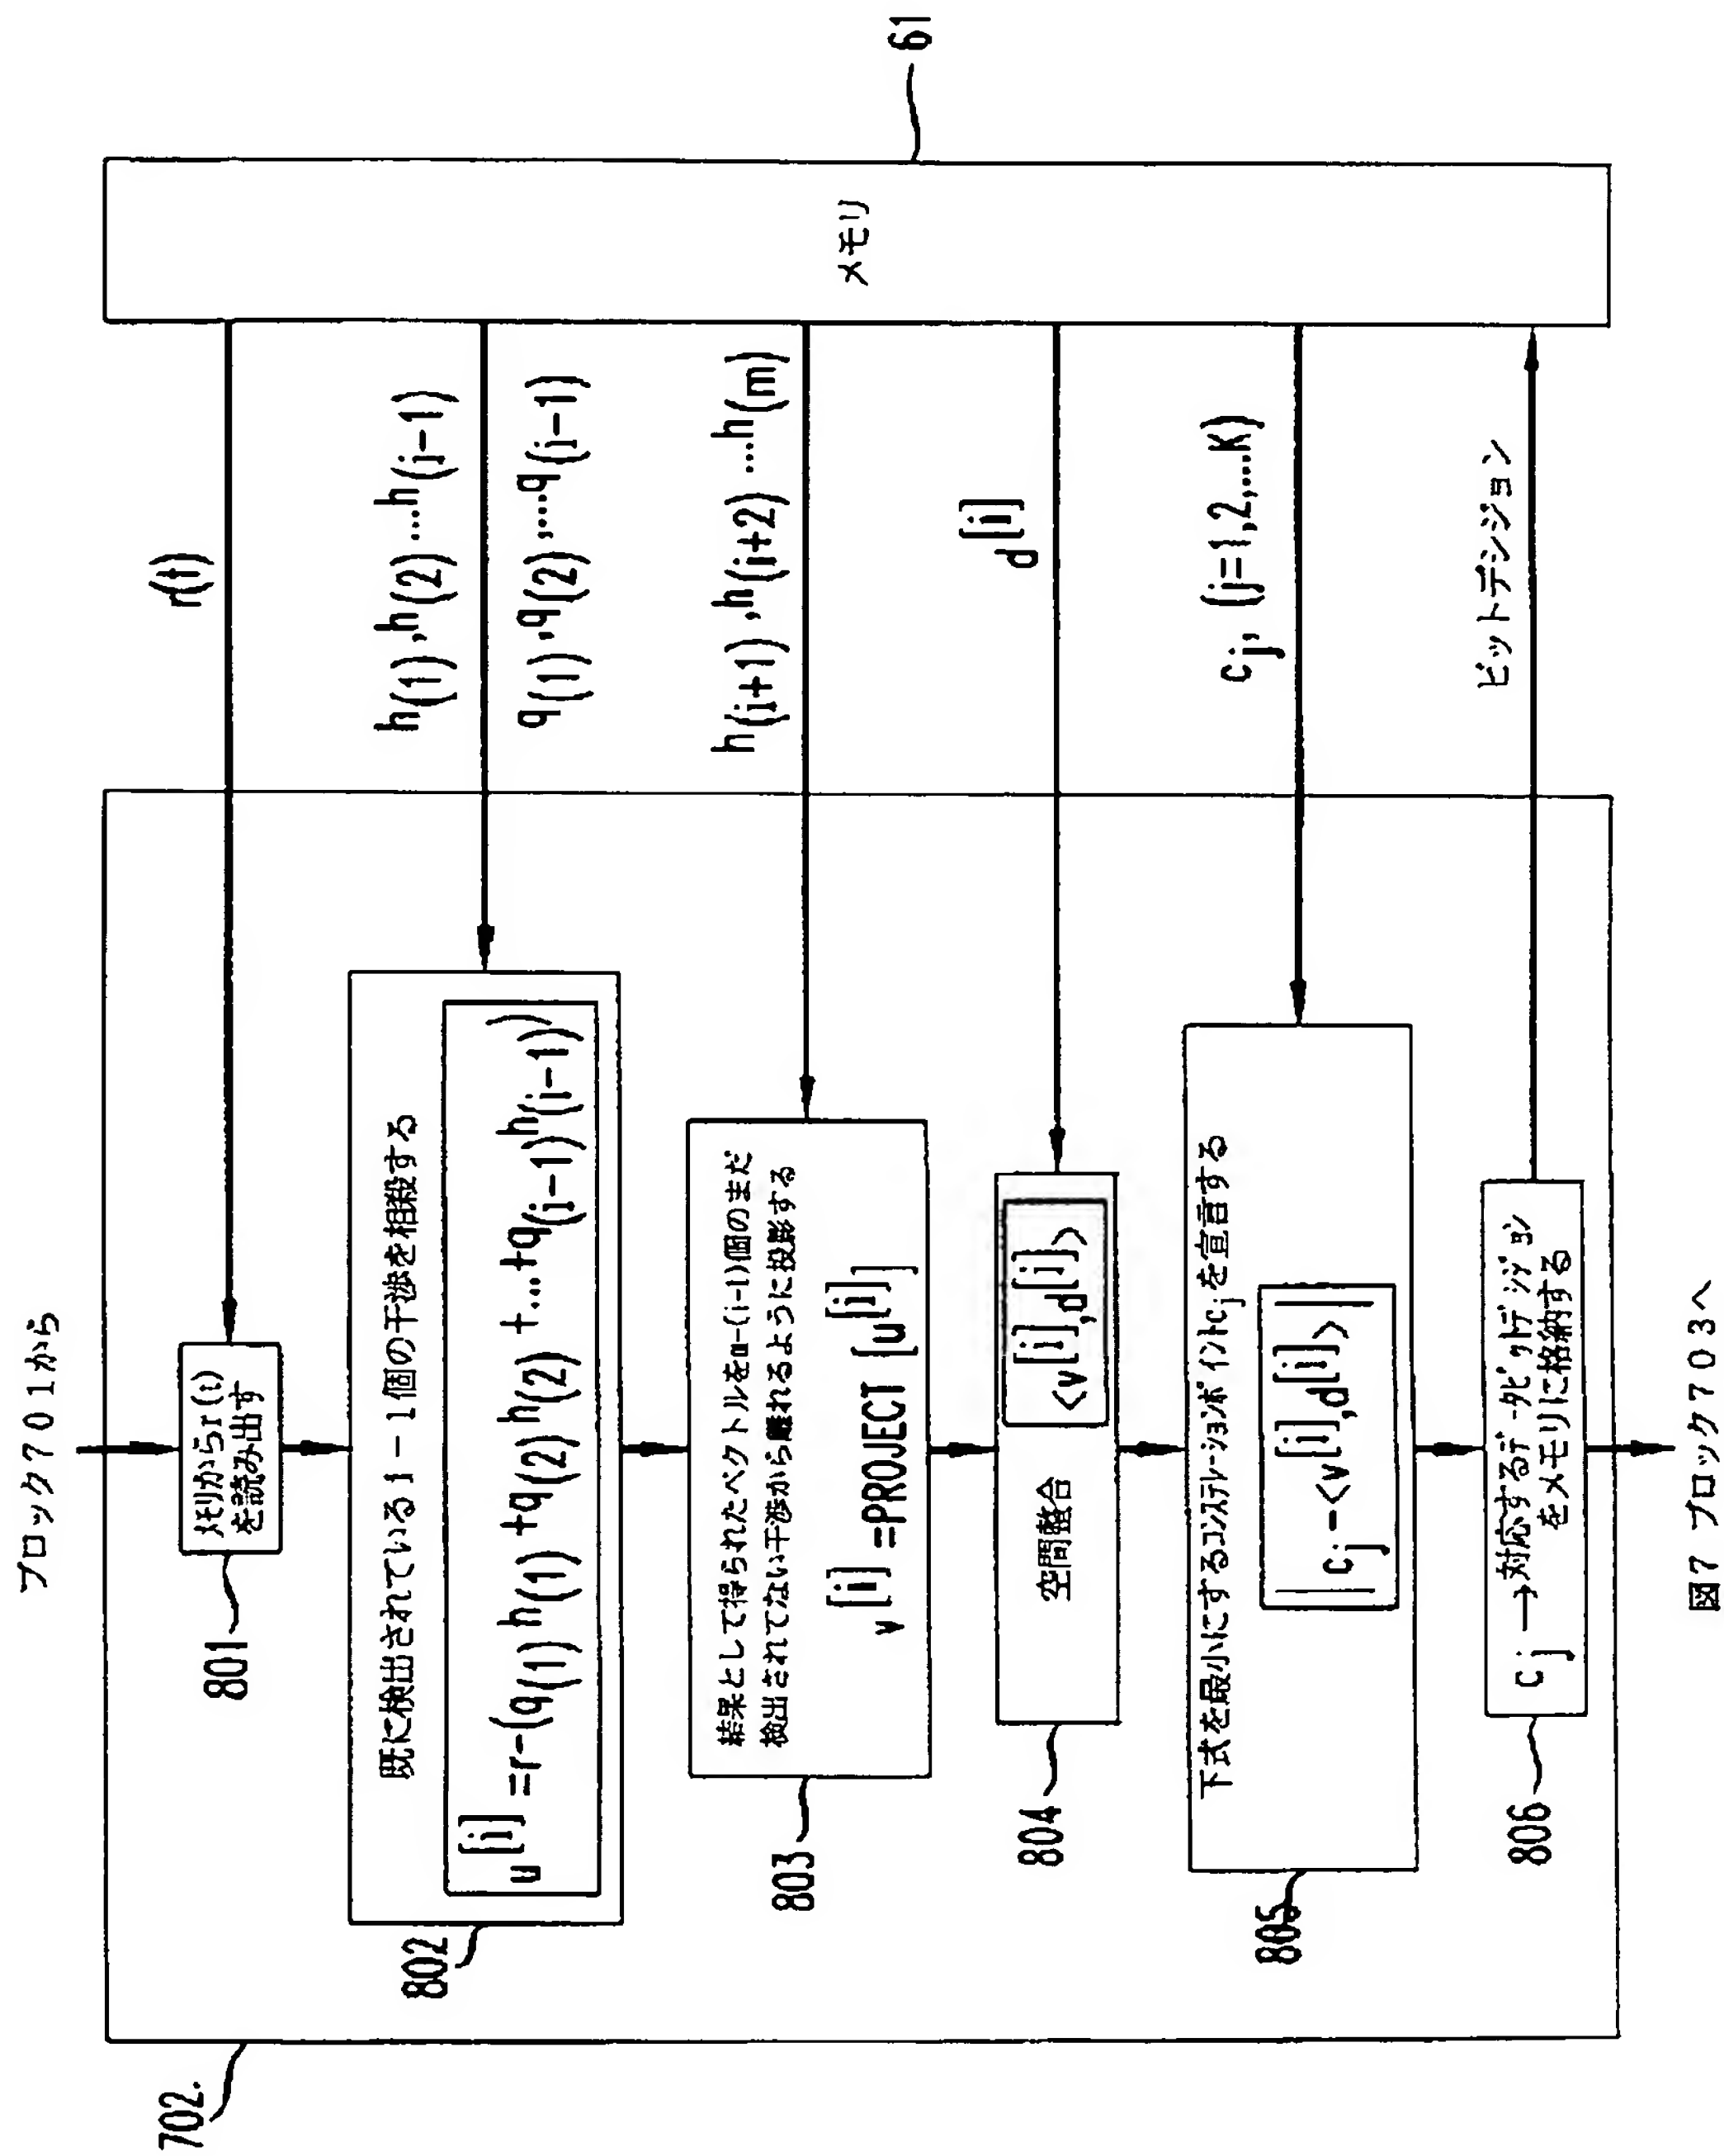 ブロック701から
メモリからr(t)
を読み出す
801
r(t)
メモリ
61
既に検出されているi-1個の干渉を相殺する
u[i] =r-(q(1)h(1) +q(2)h(2) +...+q(i-1)h(i-1))
802
h(1),h(2)...h(i-1)
q(1),q(2),...q(i-1)
結果として得られたベクトルをm-(i-1)個のまだ
検出されてない干渉から離れるように投影する
v[i] =PROJECT [u[i]]
803
h(i+1),h(i+2)...h(m)
空間整合
<v[i],d[i]>
804
d[i]
下式を最小にするコンステレーションポイントcjを宣言する
||cj-<v[i],d[i]>||
805
cj, (j=1,2,...K)
cj→対応するデータビットデシジョン
をメモリに格納する
806
ビットデシジョン
702.
図7 ブロック703へ